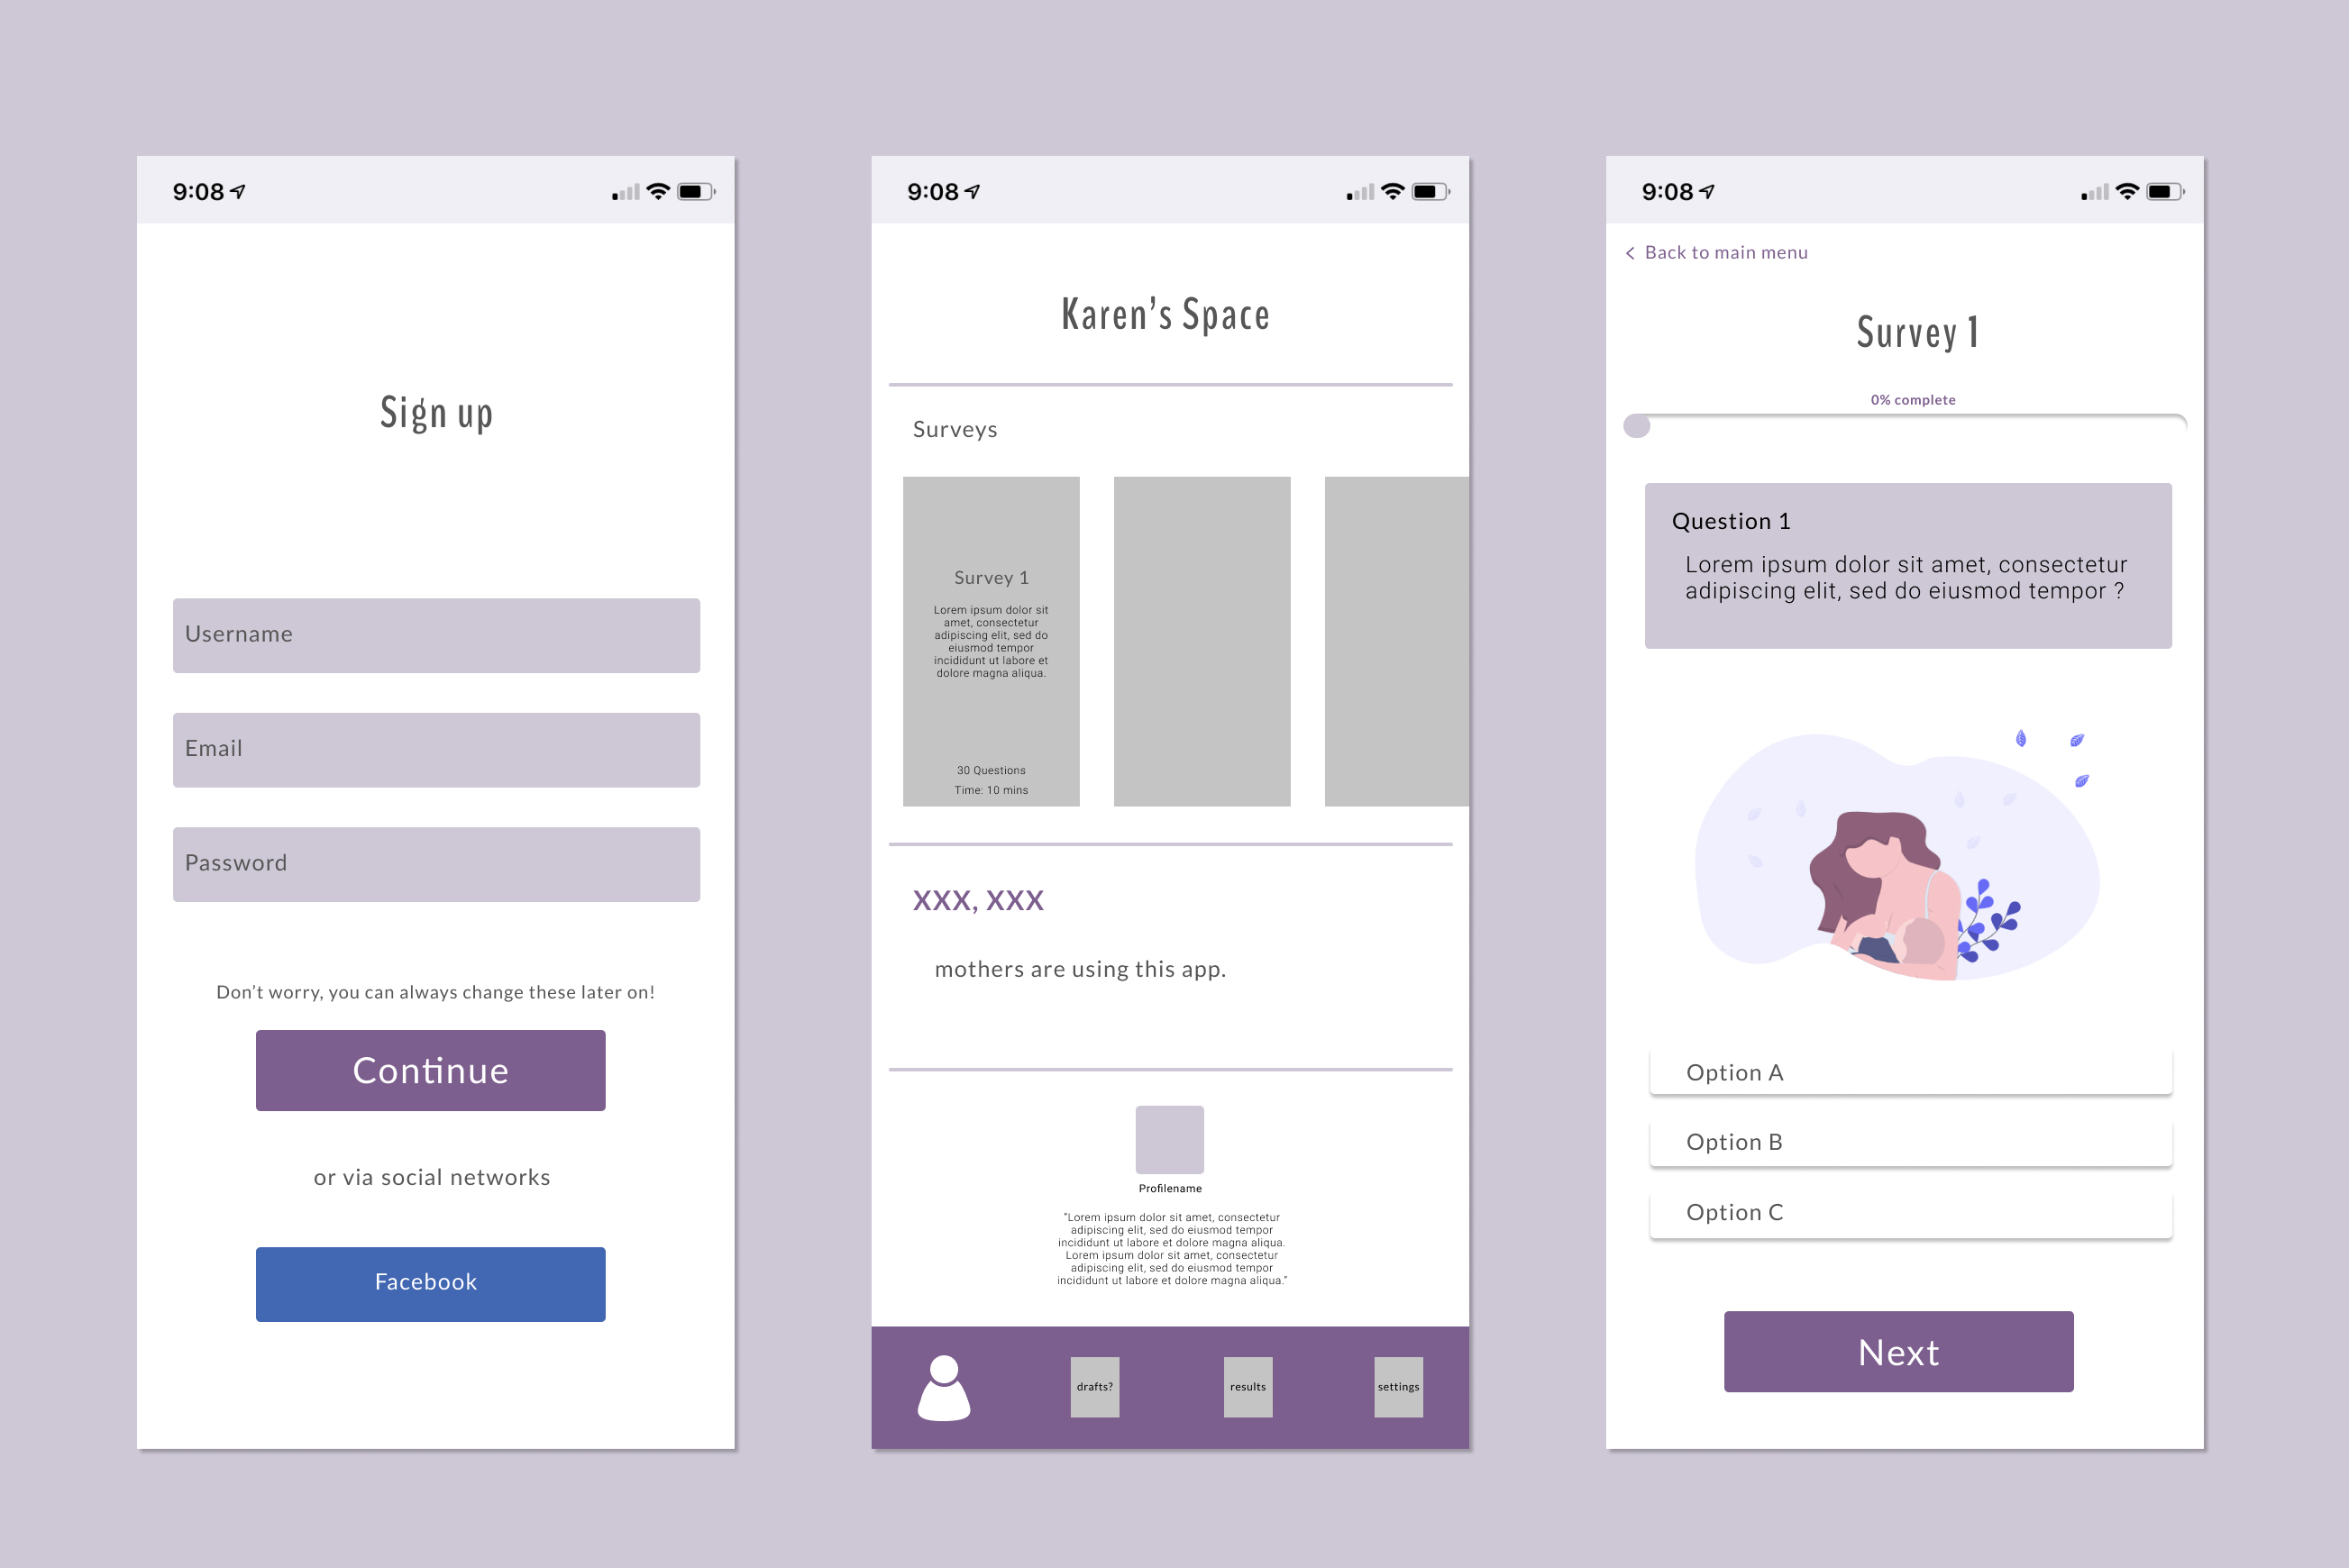 9:08
Sign up
Username
Email
Password
Don't worry, you can always change these later on!
Continue
or via social networks
Facebook
9:08
Karen's Space
Surveys
Survey 1
Lorem ipsum dolor sit
amet, consectetur
adipiscing elit, sed do
eiusmod tempor
incididunt ut labore et
dolore magna aliqua.
30 Questions
Time: 10 mins
XXX, XXX
mothers are using this app.
Profilename
"Lorem ipsum dolor sit amet, consectetur
adipiscing elit, sed do eiusmod tempor
incididunt ut labore et dolore magna aliqua.
Lorem ipsum dolor sit amet, consectetur
adipiscing elit, sed do eiusmod tempor
incididunt ut labore et dolore magna aliqua."
drafts?
results
settings
9:08
< Back to main menu
Survey 1
0% complete
Question 1
Lorem ipsum dolor sit amet, consectetur
adipiscing elit, sed do eiusmod tempor ?
Option A
Option B
Option C
Next